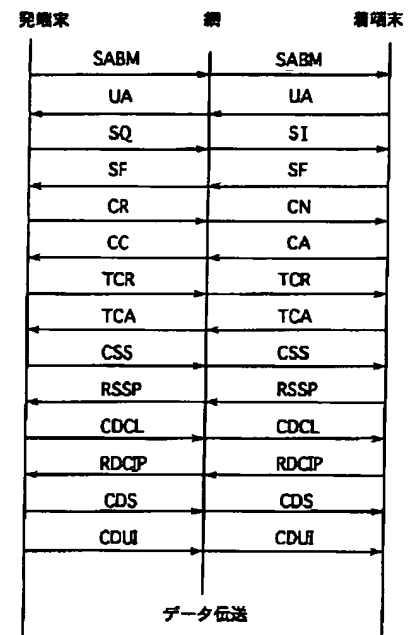 発端末 網 着端末
SABM SABM
UA UA
SQ SI
SF SF
CR CN
CC CA
TCR TCR
TCA TCA
CSS CSS
RSSP RSSP
CDCL CDCL
RDCIP RDCIP
CDS CDS
CDUI CDUI
データ伝送